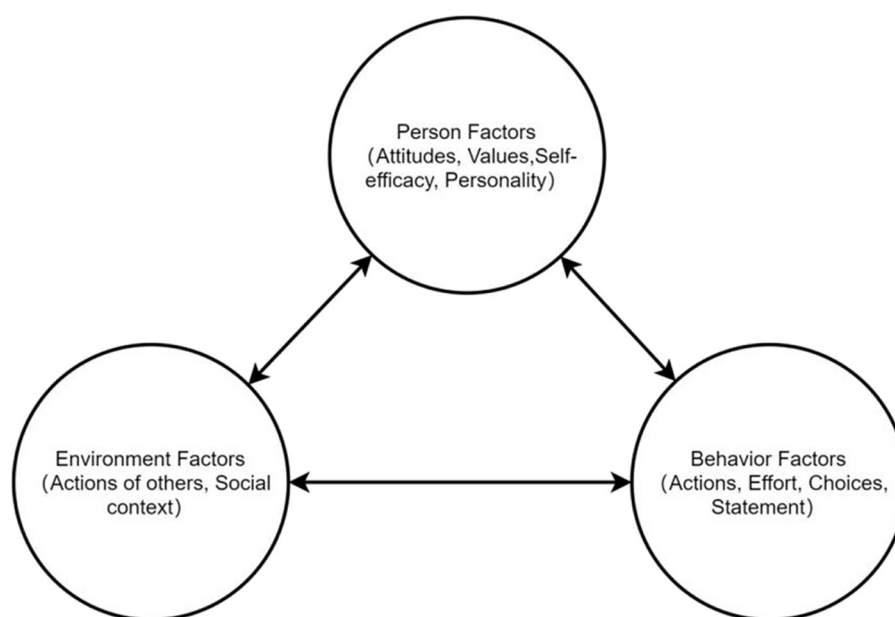 Person Factors
（Attitudes, Values,Self-
efficacy, Personality）
Environment Factors
（Actions of others, Social
context）
Behavior Factors
（Actions, Effort, Choices,
Statement）